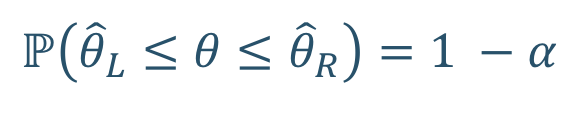 ℙ(θ̂_L ≤ θ ≤ θ̂_R) = 1 − α